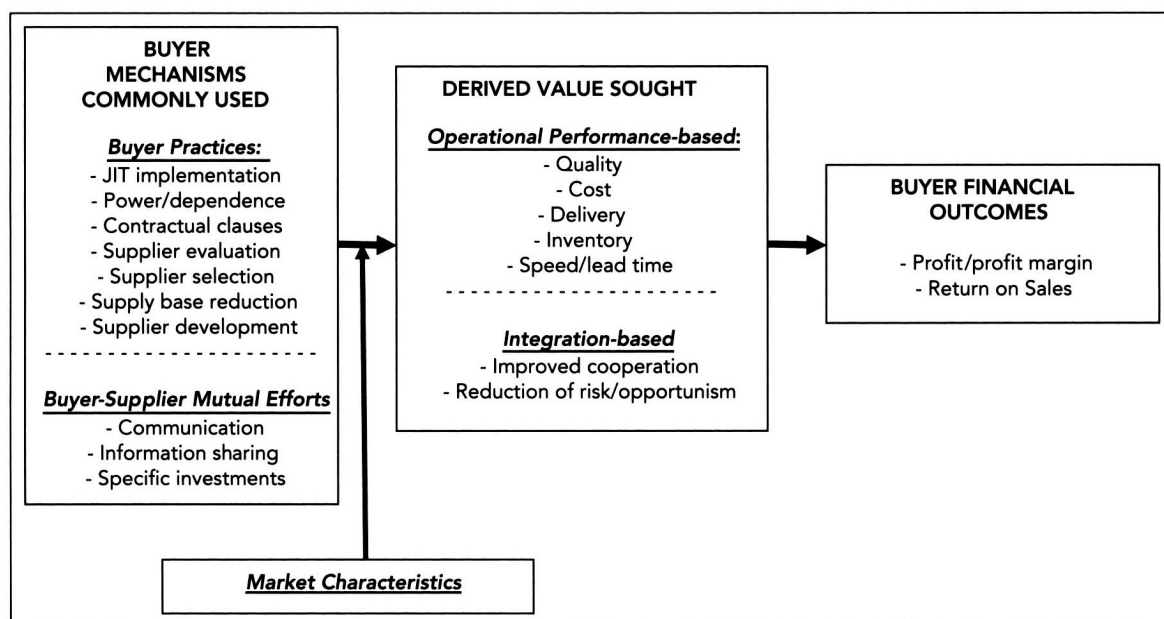 BUYER
MECHANISMS
COMMONLY USED
Buyer Practices:
- JIT implementation
- Power/dependence
- Contractual clauses
- Supplier evaluation
- Supplier selection
- Supply base reduction
- Supplier development
Buyer-Supplier Mutual Efforts
- Communication
- Information sharing
- Specific investments
DERIVED VALUE SOUGHT
Operational Performance-based:
- Quality
- Cost
- Delivery
- Inventory
- Speed/lead time
Integration-based
- Improved cooperation
- Reduction of risk/opportunism
BUYER FINANCIAL
OUTCOMES
- Profit/profit margin
- Return on Sales
Market Characteristics